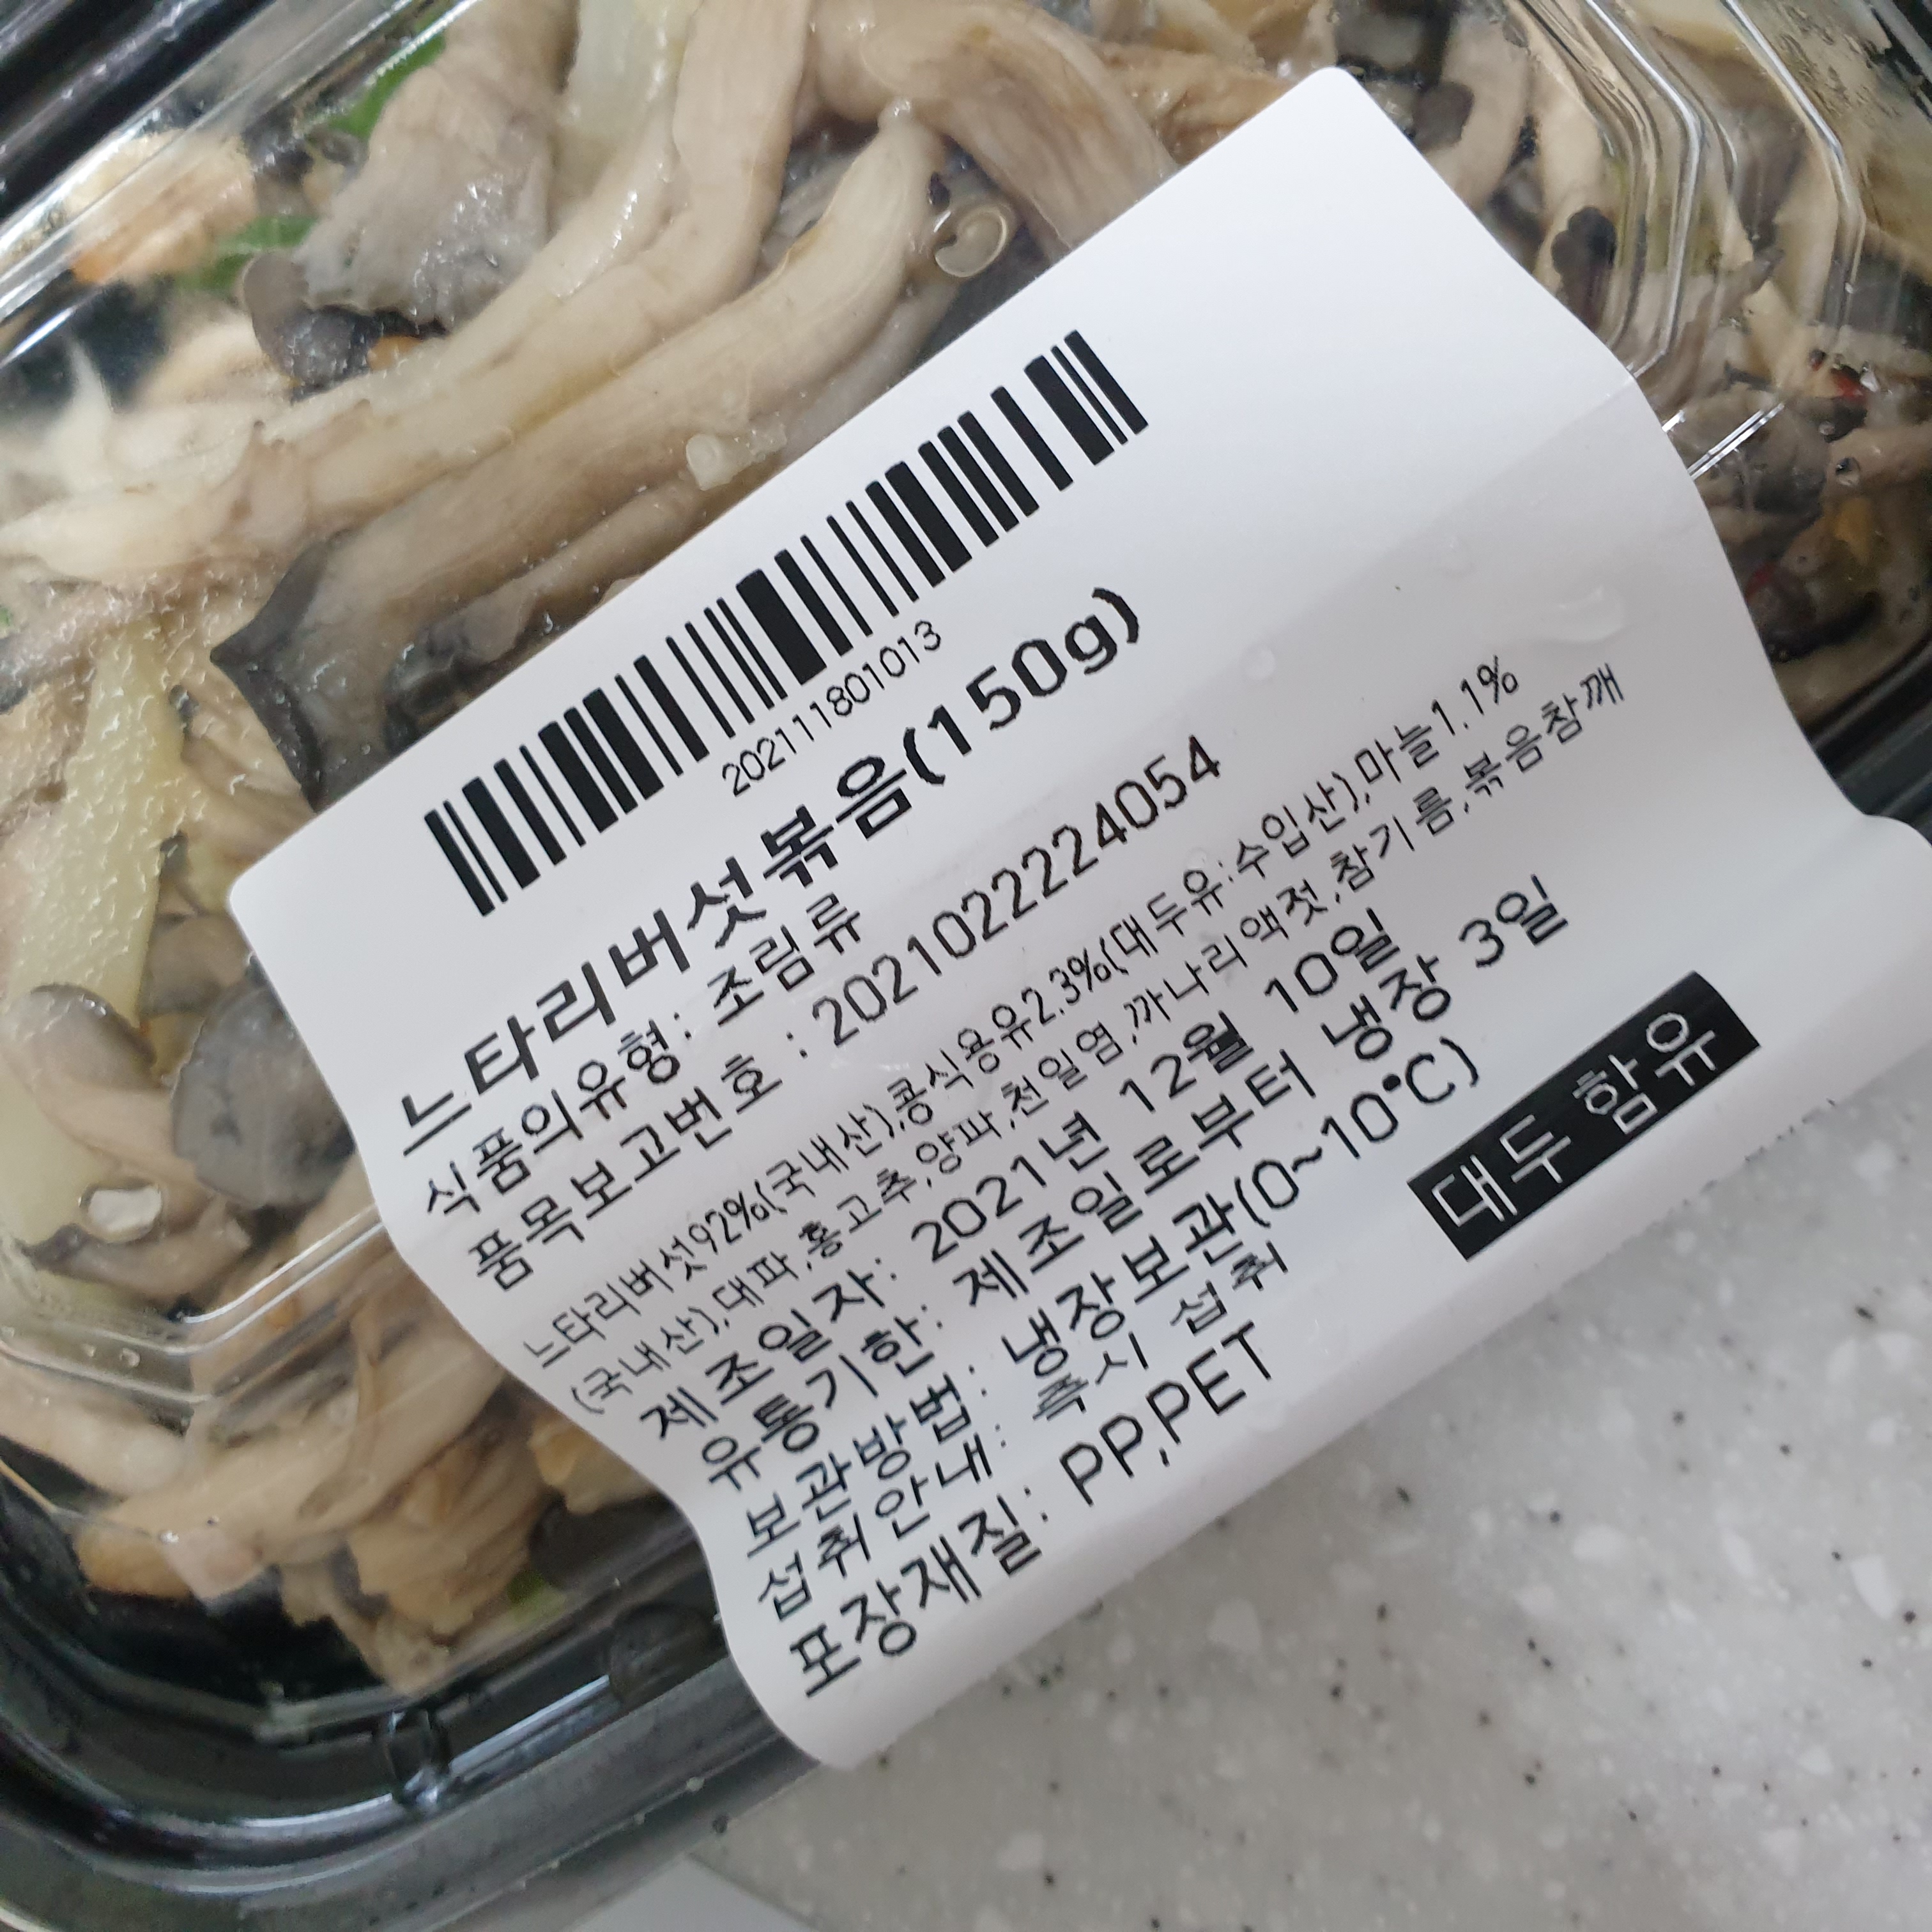 202111801013
느타리버섯볶음(150g)
식품의유형: 조림류
품목보고번호 : 2021022224054
느타리버섯92%(국내산),콩식용유2.3%(대두유:수입산),마늘1.1%
(국내산),대파,홍고추,양파,천일염,까나리액젓,참기름,볶음참깨
제조일자: 2021년 12월 10일
유통기한: 제조일로부터 냉장 3일
보관방법: 냉장보관(0~10°C)
섭취안내: 즉시 섭취
포장재질: PP,PET
대두 함유